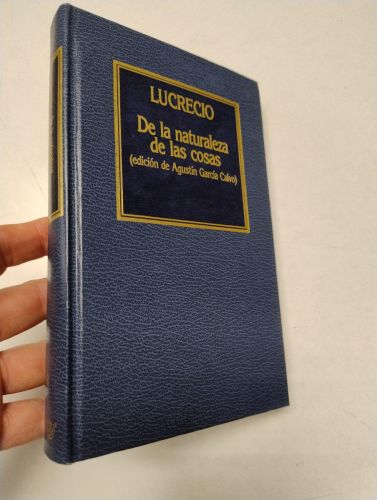 LUCRECIO
De la naturaleza
de las cosas
(edición de Agustín García Calvo)